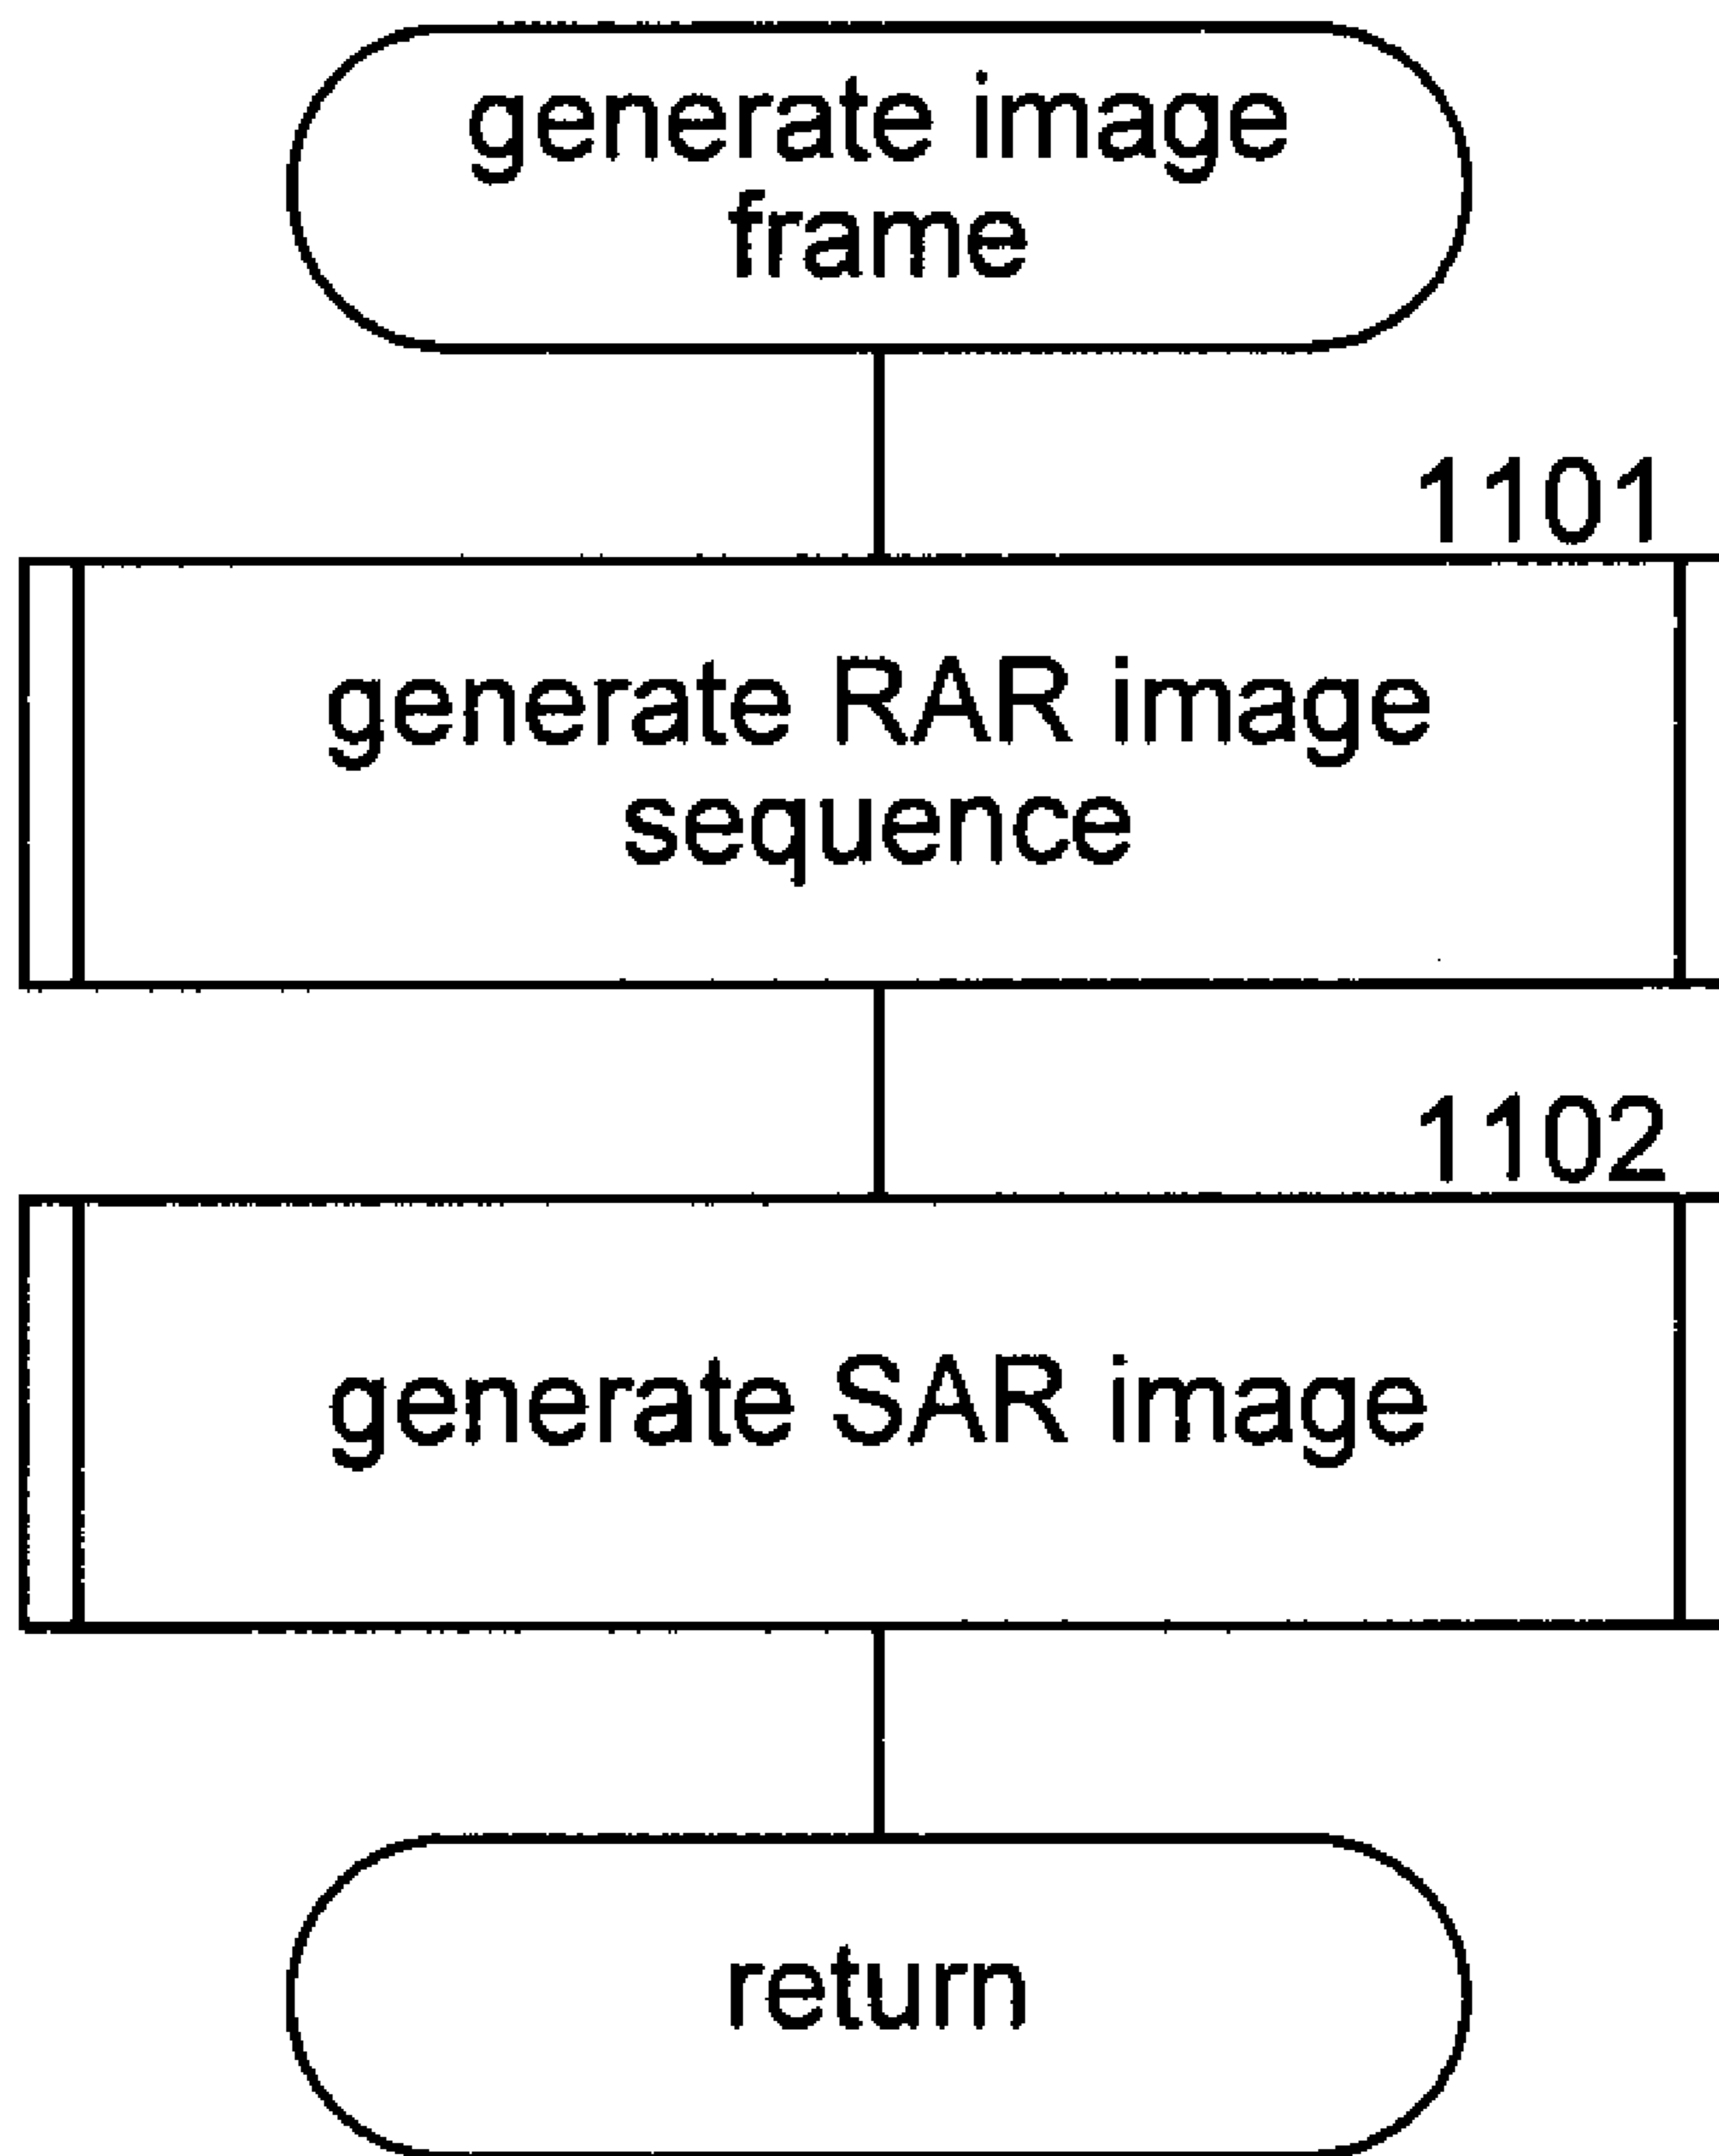 generate image
frame
1101
generate RAR image
sequence
1102
generate SAR image
return